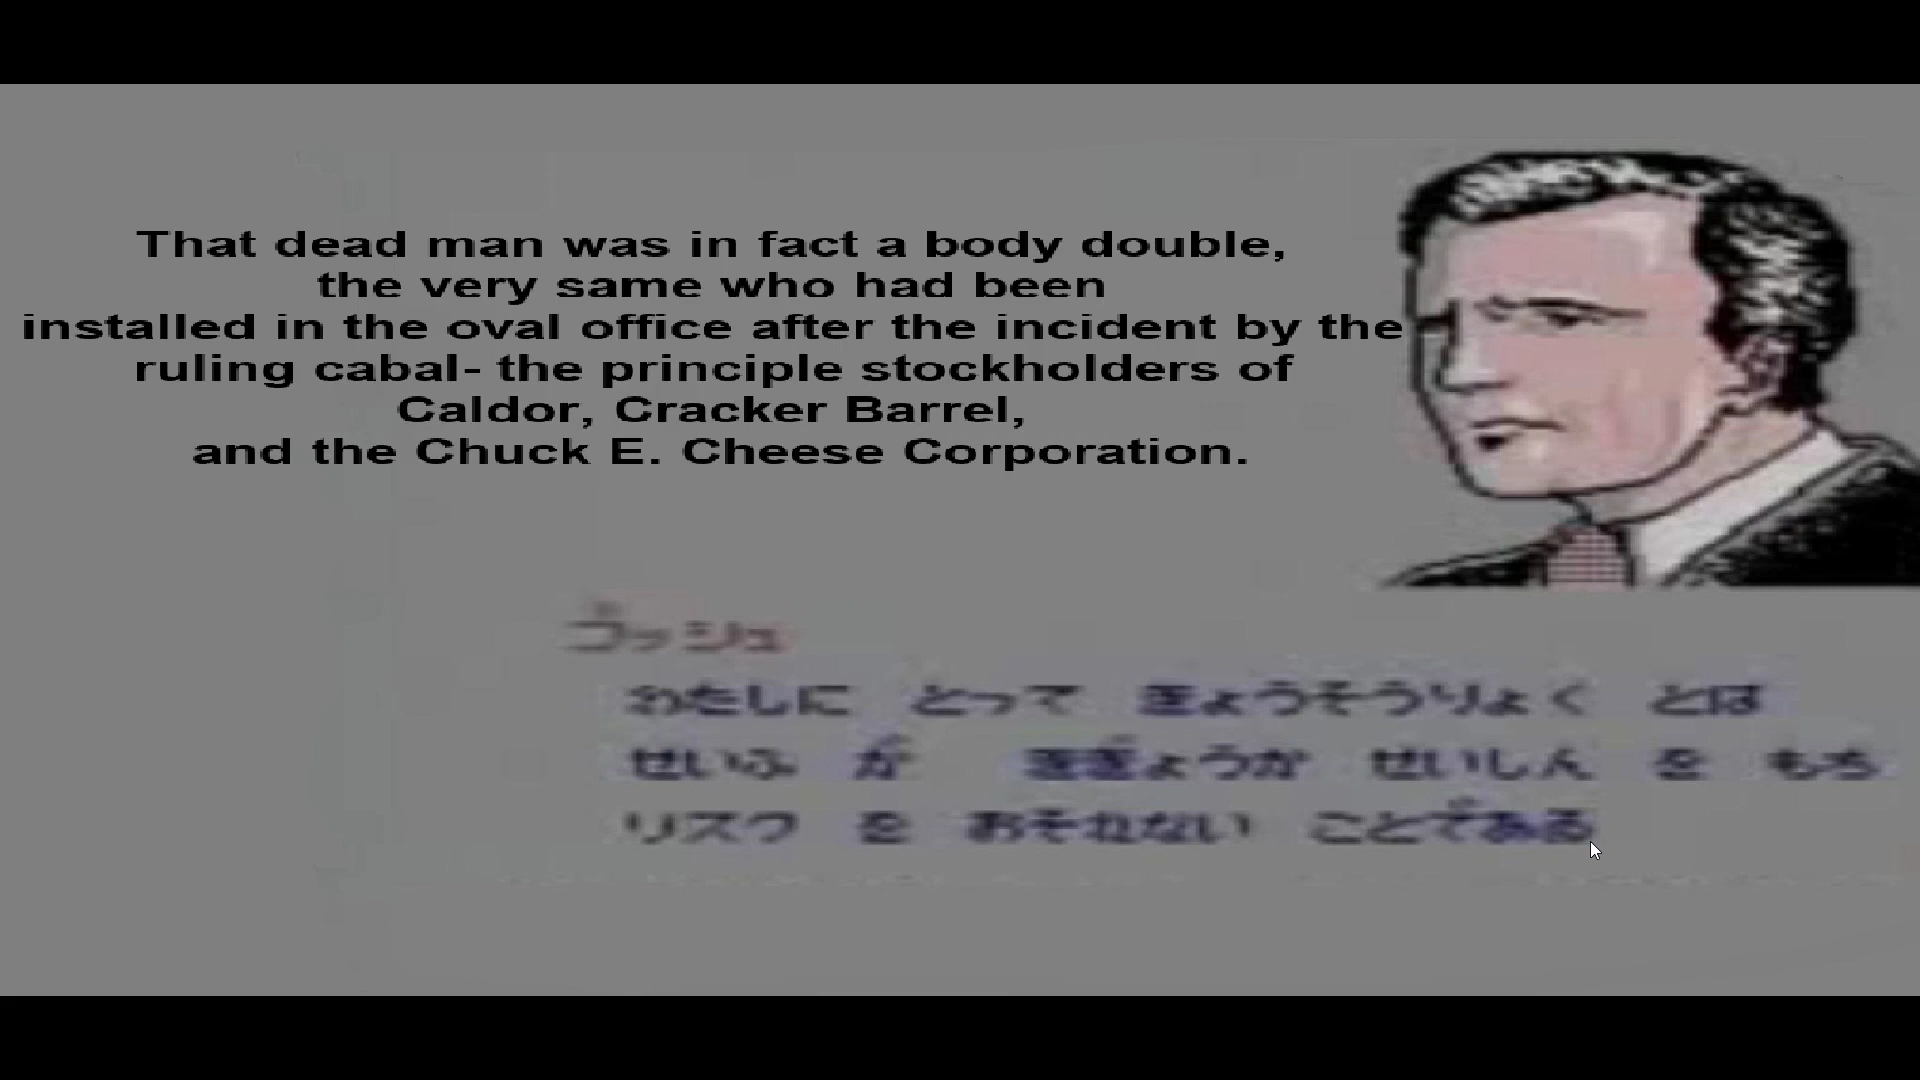 That dead man was in fact a body double,
the very same who had been
installed in the oval office after the incident by the
ruling cabal- the principle stockholders of
Caldor, Cracker Barrel,
and the Chuck E. Cheese Corporation.
ゴッシュ
わたしに とって きょうそうりょく とは
せいふ が きぎょうか せいしん を もち
リスク を おそれない ことである